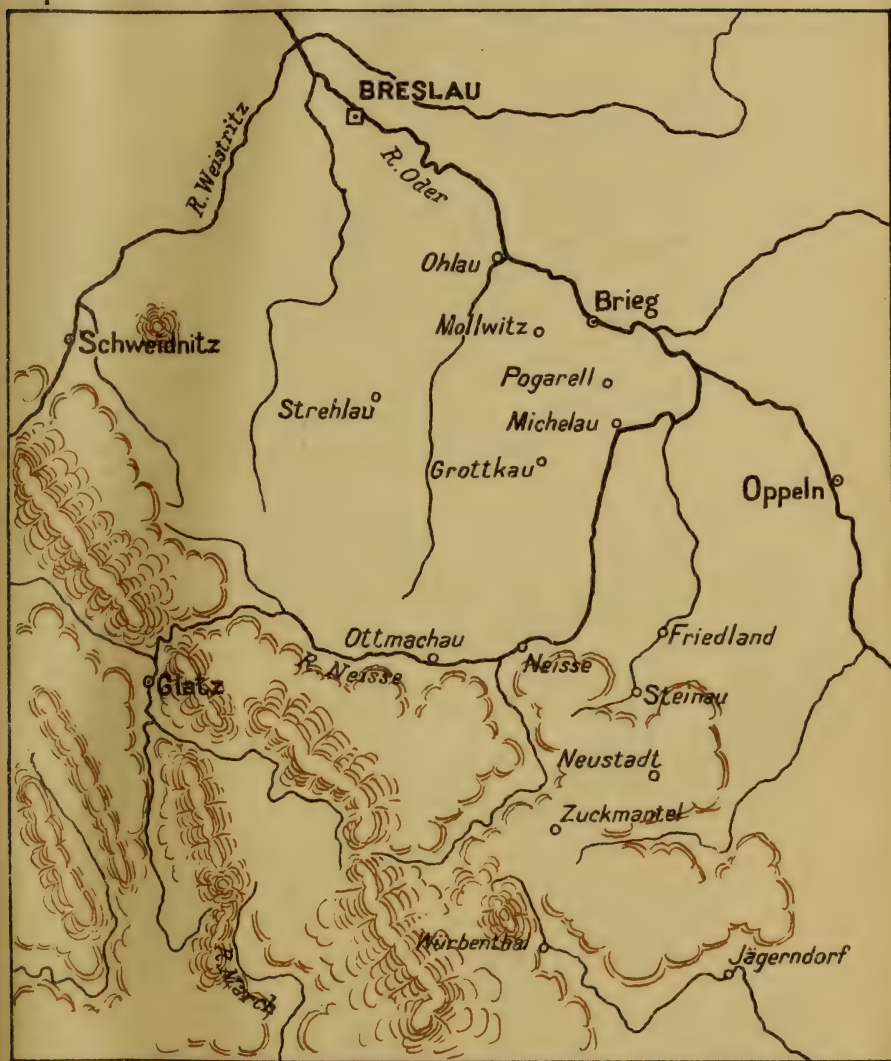 BRESLAU
R. Weistritz
R. Oder
Ohlau
Brieg
Mollwitz
Schweidnitz
Pogarell
Strehlau
Michelau
Grottkau
Oppeln
Ottmachau
Friedland
Neisse
R. Neisse
Glatz
Steinau
Neustadt
Zuckmantel
Würbenthal
Jägerndorf
R. March